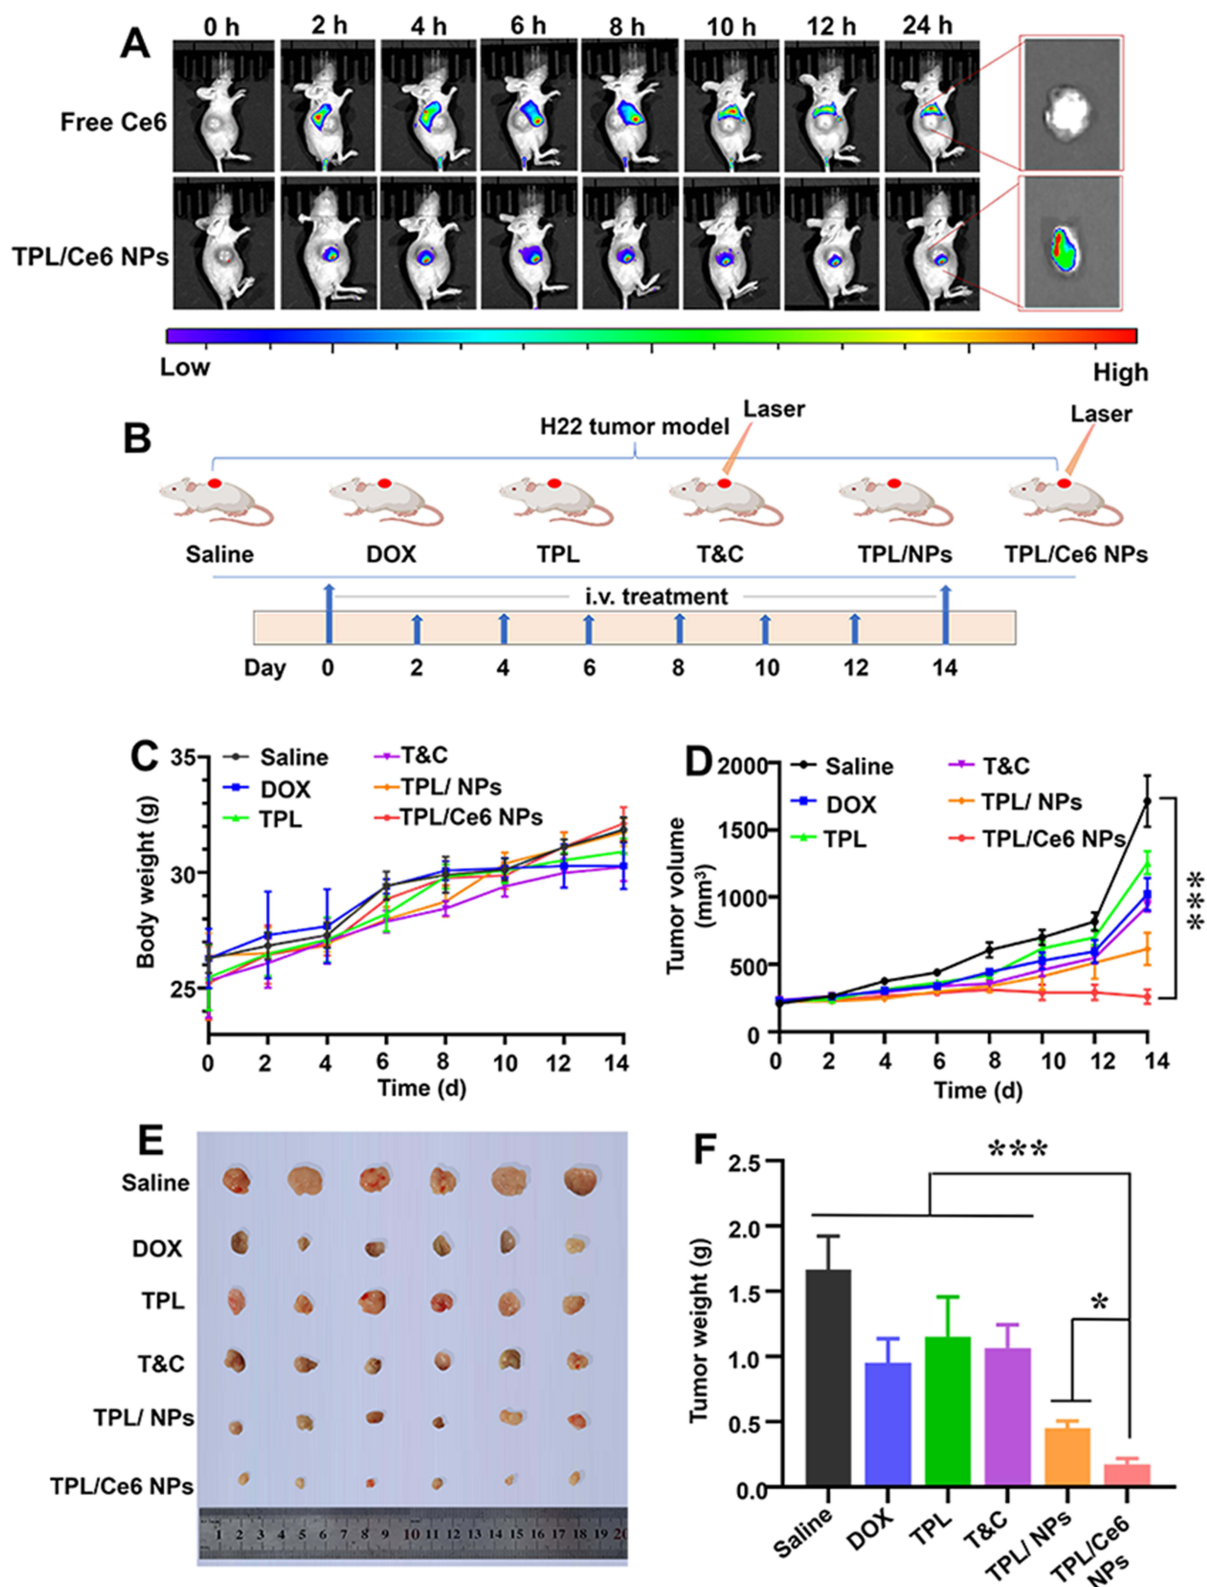 A
0 h 2 h 4 h 6 h 8 h 10 h 12 h 24 h
Free Ce6
TPL/Ce6 NPs
Low
High
B
H22 tumor model
Laser
Laser
Saline DOX TPL T&C TPL/NPs TPL/Ce6 NPs
i.v. treatment
Day 0 2 4 6 8 10 12 14
C
Saline
DOX
TPL
T&C
TPL/ NPs
TPL/Ce6 NPs
Body weight (g)
35
30
25
0 2 4 6 8 10 12 14
Time (d)
D
Saline
DOX
TPL
T&C
TPL/ NPs
TPL/Ce6 NPs
Tumor volume
(mm³)
2000
1500
1000
500
0
***
0 2 4 6 8 10 12 14
Time (d)
E
Saline
DOX
TPL
T&C
TPL/ NPs
TPL/Ce6 NPs
1 2 3 4 5 6 7 8 9 10 11 12 13 14 15 16 17 18 19 20
F
Tumor weight (g)
2.5
2.0
1.5
1.0
0.5
0.0
***
*
Saline
DOX
TPL
T&C
TPL/ NPs
TPL/Ce6
NPs